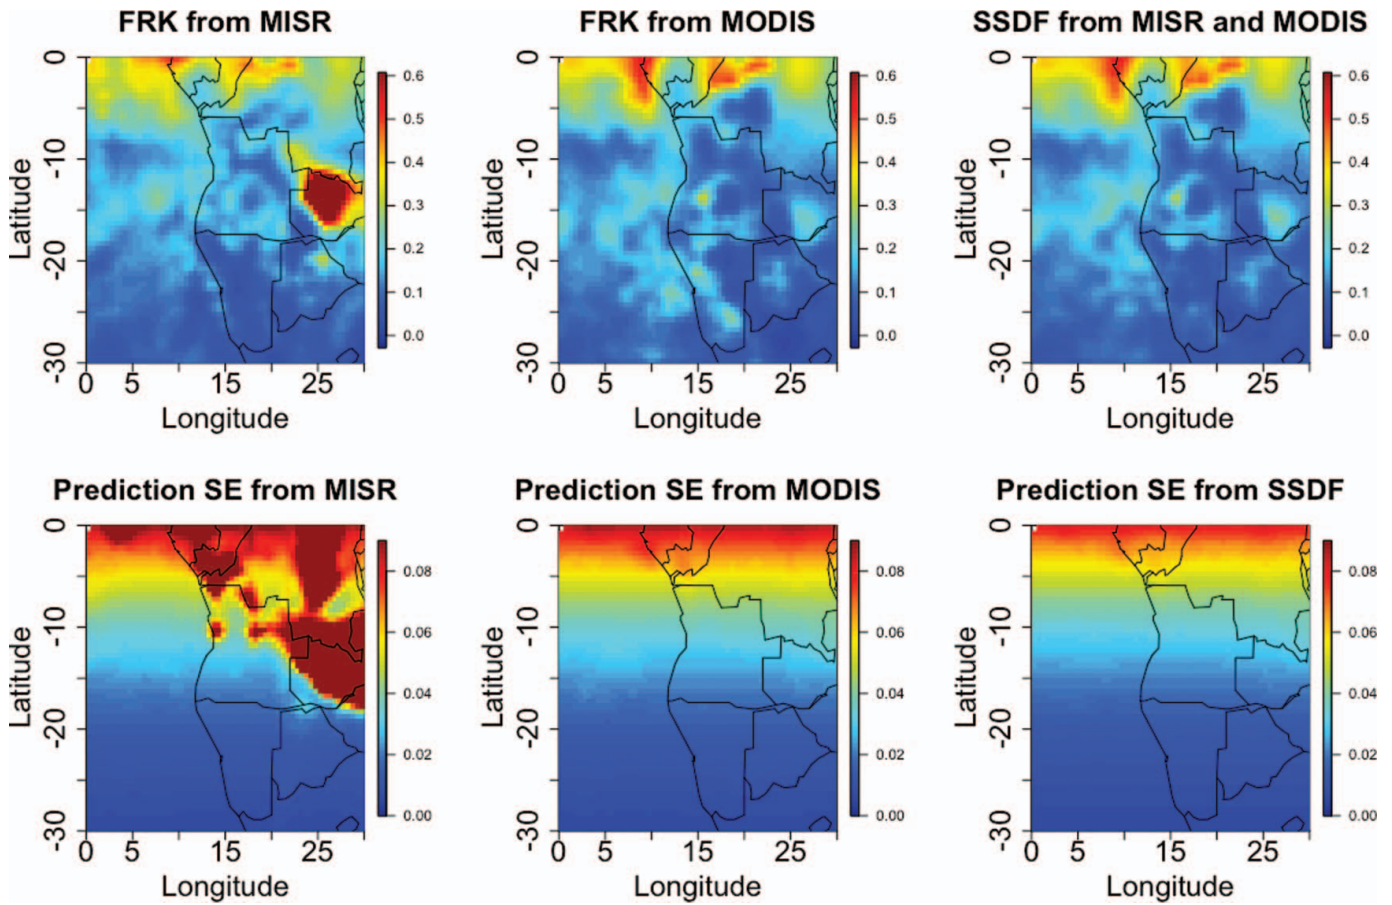 FRK from MISR
FRK from MODIS
SSDF from MISR and MODIS
Latitude
0
-10
-20
-30
0 5 15 25
Longitude
0.6
0.5
0.4
0.3
0.2
0.1
0.0
Latitude
0
-10
-20
-30
0 5 15 25
Longitude
0.6
0.5
0.4
0.3
0.2
0.1
0.0
Latitude
0
-10
-20
-30
0 5 15 25
Longitude
0.6
0.5
0.4
0.3
0.2
0.1
0.0
Prediction SE from MISR
Prediction SE from MODIS
Prediction SE from SSDF
Latitude
0
-10
-20
-30
0 5 15 25
Longitude
0.08
0.06
0.04
0.02
0.00
Latitude
0
-10
-20
-30
0 5 15 25
Longitude
0.08
0.06
0.04
0.02
0.00
Latitude
0
-10
-20
-30
0 5 15 25
Longitude
0.08
0.06
0.04
0.02
0.00